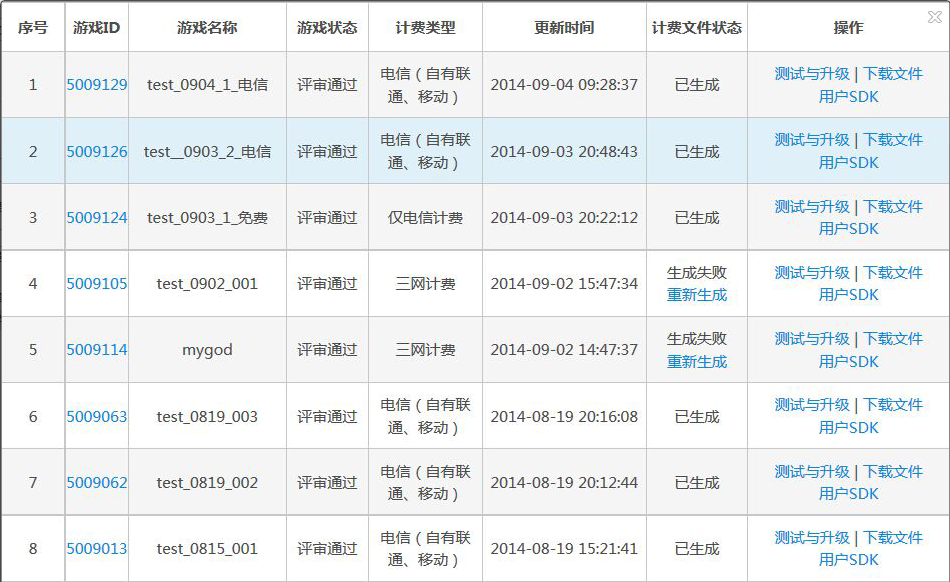 序号 游戏ID 游戏名称 游戏状态 计费类型 更新时间 计费文件状态 操作
1 5009129 test_0904_1_电信 评审通过 电信（自有联通、移动） 2014-09-04 09:28:37 已生成 测试与升级 | 下载文件
用户SDK
2 5009126 test__0903_2_电信 评审通过 电信（自有联通、移动） 2014-09-03 20:48:43 已生成 测试与升级 | 下载文件
用户SDK
3 5009124 test_0903_1_免费 评审通过 仅电信计费 2014-09-03 20:22:12 已生成 测试与升级 | 下载文件
用户SDK
4 5009105 test_0902_001 评审通过 三网计费 2014-09-02 15:47:34 生成失败 测试与升级 | 下载文件
重新生成 用户SDK
5 5009114 mygod 评审通过 三网计费 2014-09-02 14:47:37 生成失败 测试与升级 | 下载文件
重新生成 用户SDK
6 5009063 test_0819_003 评审通过 电信（自有联通、移动） 2014-08-19 20:16:08 已生成 测试与升级 | 下载文件
用户SDK
7 5009062 test_0819_002 评审通过 电信（自有联通、移动） 2014-08-19 20:12:44 已生成 测试与升级 | 下载文件
用户SDK
8 5009013 test_0815_001 评审通过 电信（自有联通、移动） 2014-08-19 15:21:41 已生成 测试与升级 | 下载文件
用户SDK